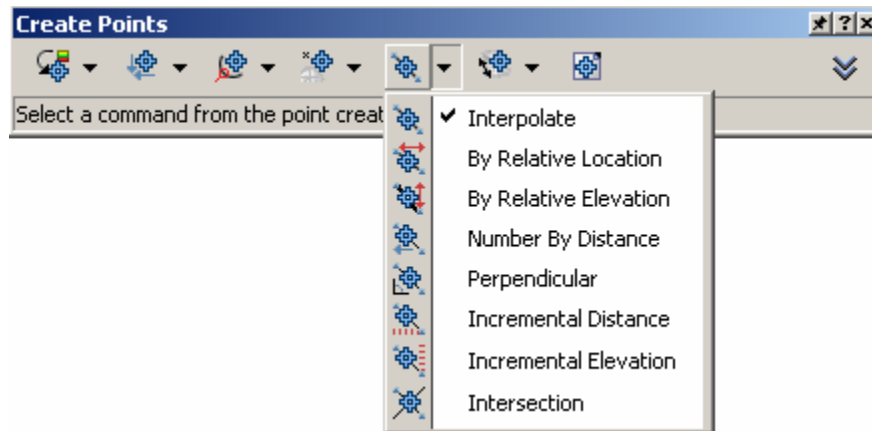 Create Points
Select a command from the point creat
Interpolate
By Relative Location
By Relative Elevation
Number By Distance
Perpendicular
Incremental Distance
Incremental Elevation
Intersection